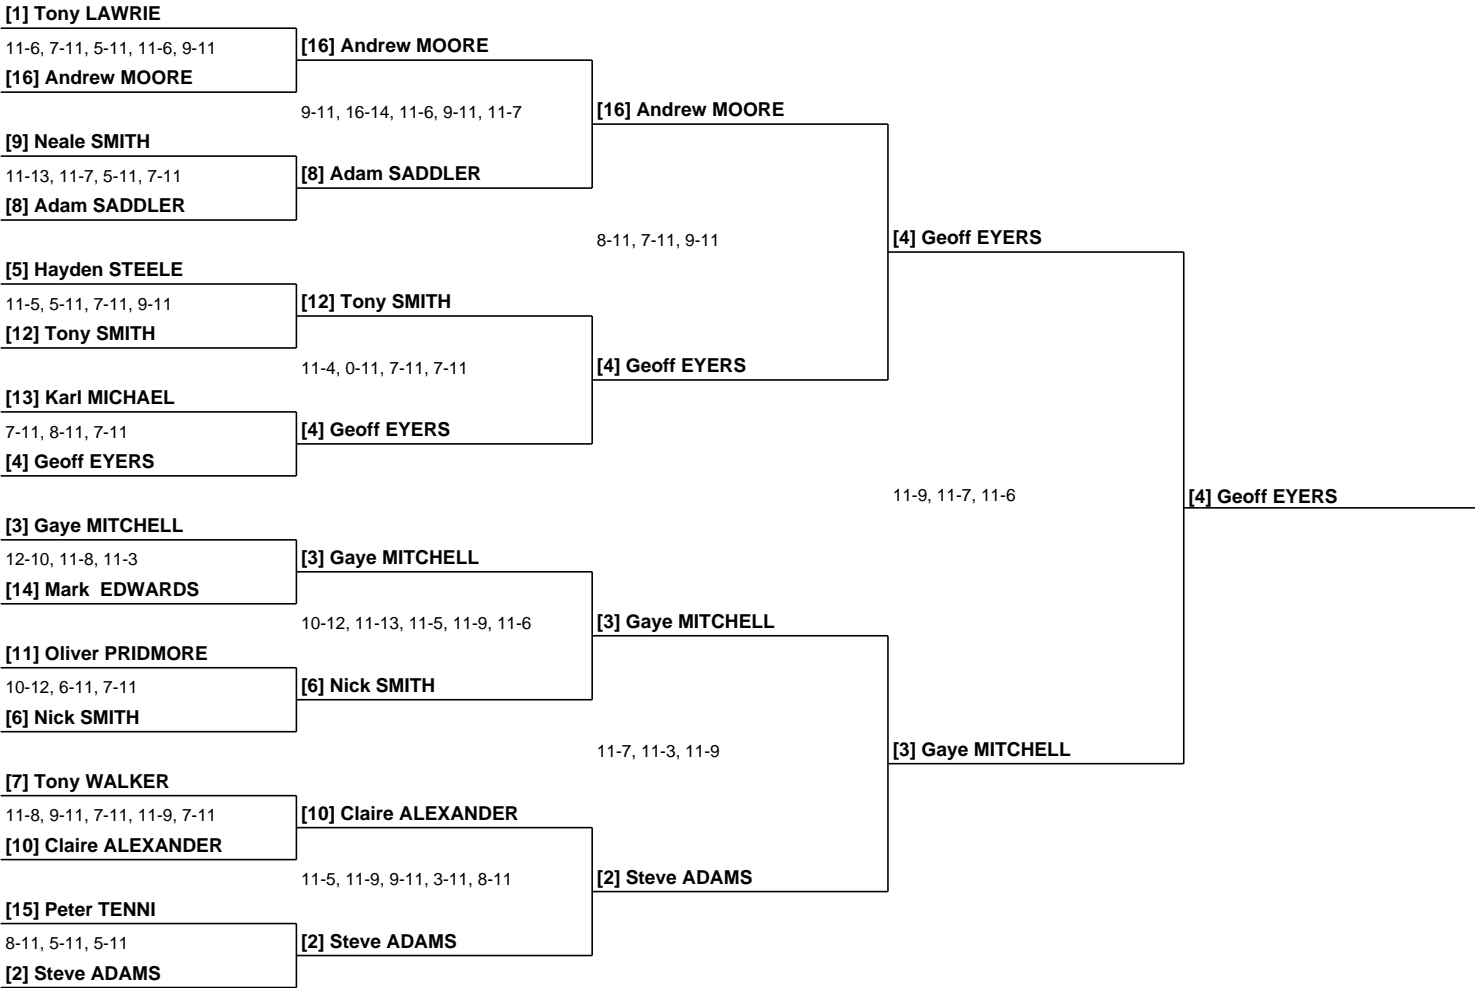 [1] Tony LAWRIE
11-6, 7-11, 5-11, 11-6, 9-11
[16] Andrew MOORE
[9] Neale SMITH
11-13, 11-7, 5-11, 7-11
[8] Adam SADDLER
[5] Hayden STEELE
11-5, 5-11, 7-11, 9-11
[12] Tony SMITH
[13] Karl MICHAEL
7-11, 8-11, 7-11
[4] Geoff EYERS
[3] Gaye MITCHELL
12-10, 11-8, 11-3
[14] Mark  EDWARDS
[11] Oliver PRIDMORE
10-12, 6-11, 7-11
[6] Nick SMITH
[7] Tony WALKER
11-8, 9-11, 7-11, 11-9, 7-11
[10] Claire ALEXANDER
[15] Peter TENNI
8-11, 5-11, 5-11
[2] Steve ADAMS
[16] Andrew MOORE
9-11, 16-14, 11-6, 9-11, 11-7
[8] Adam SADDLER
[12] Tony SMITH
11-4, 0-11, 7-11, 7-11
[4] Geoff EYERS
[3] Gaye MITCHELL
10-12, 11-13, 11-5, 11-9, 11-6
[6] Nick SMITH
[10] Claire ALEXANDER
11-5, 11-9, 9-11, 3-11, 8-11
[2] Steve ADAMS
[16] Andrew MOORE
8-11, 7-11, 9-11
[4] Geoff EYERS
[3] Gaye MITCHELL
11-7, 11-3, 11-9
[2] Steve ADAMS
[4] Geoff EYERS
11-9, 11-7, 11-6
[3] Gaye MITCHELL
[4] Geoff EYERS